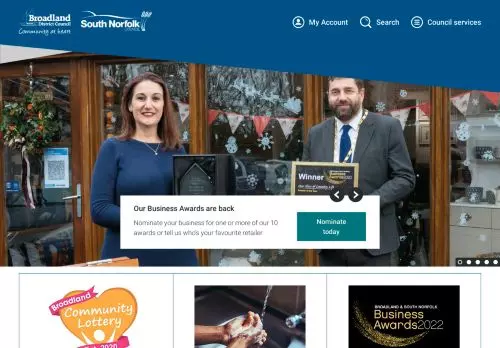 Broadland
District Council
Community at heart
South Norfolk
COUNCIL
My Account
Search
Council services
Winner
Our Business Awards are back
Nominate your business for one or more of our 10
awards or tell us who's your favourite retailer
Nominate
today
Broadland
Community
Lottery
BROADLAND & SOUTH NORFOLK
Business
Awards2022